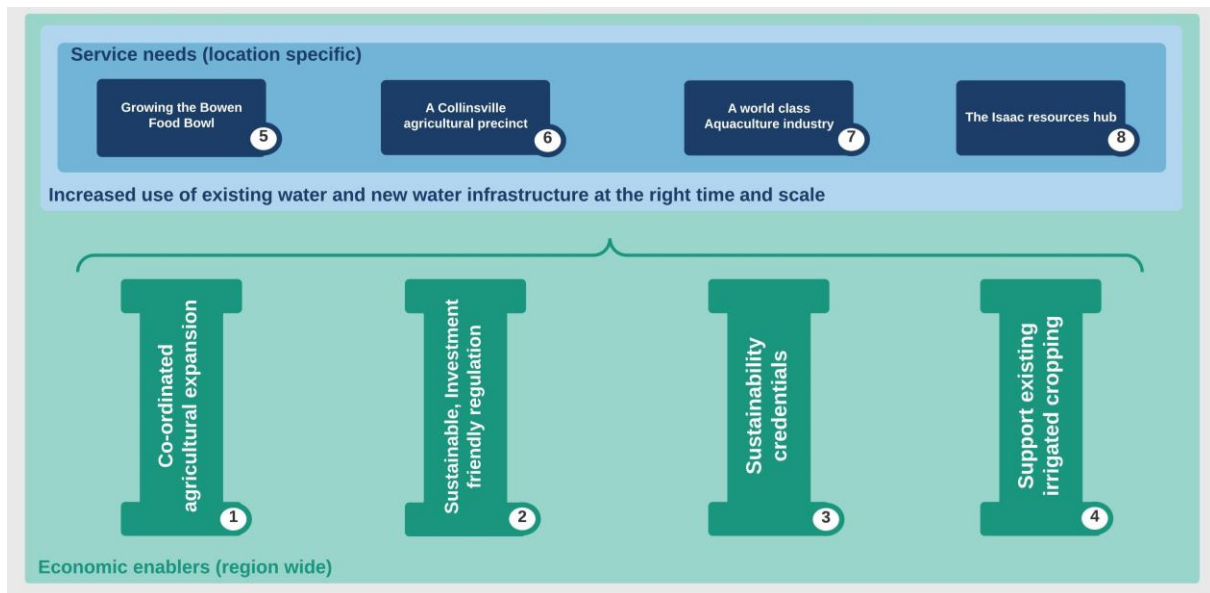 Service needs (location specific)
Growing the Bowen
Food Bowl
5
A Collinsville
agricultural precinct
6
A world class
Aquaculture industry
7
The Isaac resources hub
8
Increased use of existing water and new water infrastructure at the right time and scale
Co-ordinated
agricultural expansion
1
Sustainable, Investment
friendly regulation
2
Sustainability
credentials
3
Support existing
irrigated cropping
4
Economic enablers (region wide)